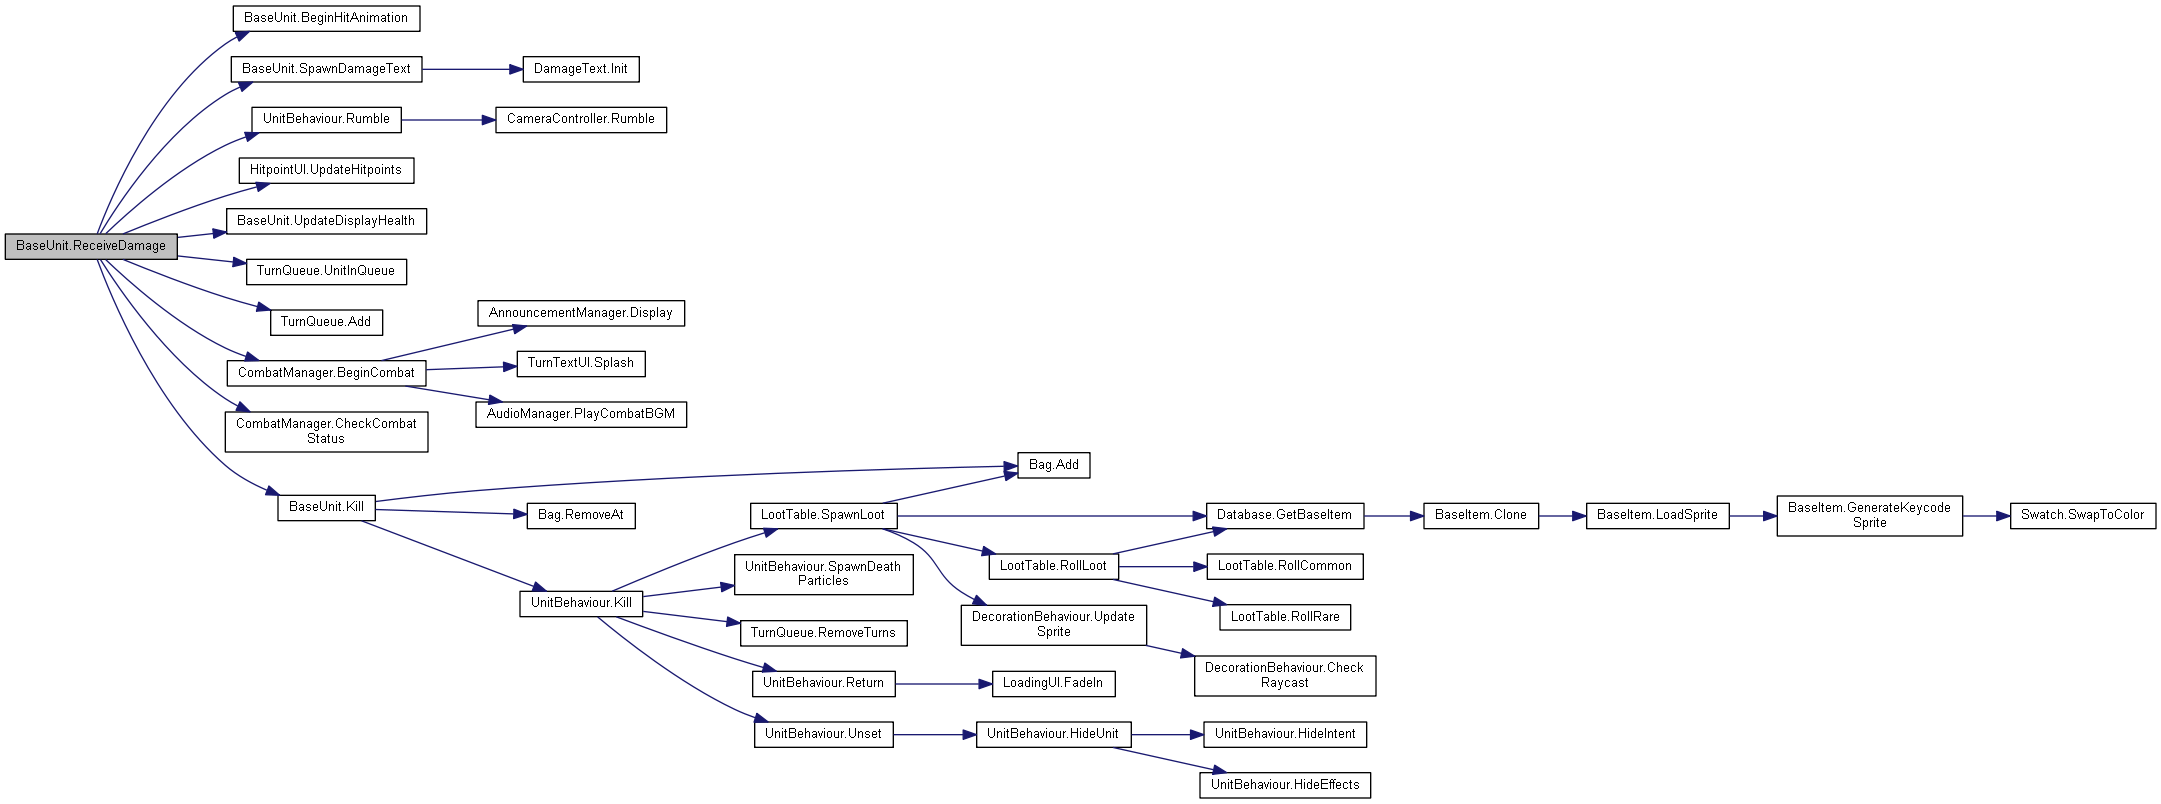 BaseUnit.BeginHitAnimation
BaseUnit.SpawnDamageText
DamageText.Init
UnitBehaviour.Rumble
CameraController.Rumble
HitpointUI.UpdateHitpoints
BaseUnit.UpdateDisplayHealth
BaseUnit.ReceiveDamage
TurnQueue.UnitInQueue
TurnQueue.Add
AnnouncementManager.Display
CombatManager.BeginCombat
TurnTextUI.Splash
AudioManager.PlayCombatBGM
CombatManager.CheckCombat
Status
BaseUnit.Kill
Bag.Add
Bag.RemoveAt
LootTable.SpawnLoot
Database.GetBaseItem
BaseItem.Clone
BaseItem.LoadSprite
BaseItem.GenerateKeycode
Sprite
Swatch.SwapToColor
UnitBehaviour.SpawnDeath
Particles
LootTable.RollLoot
LootTable.RollCommon
UnitBehaviour.Kill
DecorationBehaviour.Update
Sprite
LootTable.RollRare
TurnQueue.RemoveTurns
DecorationBehaviour.Check
Raycast
UnitBehaviour.Return
LoadingUI.FadeIn
UnitBehaviour.Unset
UnitBehaviour.HideUnit
UnitBehaviour.HideIntent
UnitBehaviour.HideEffects